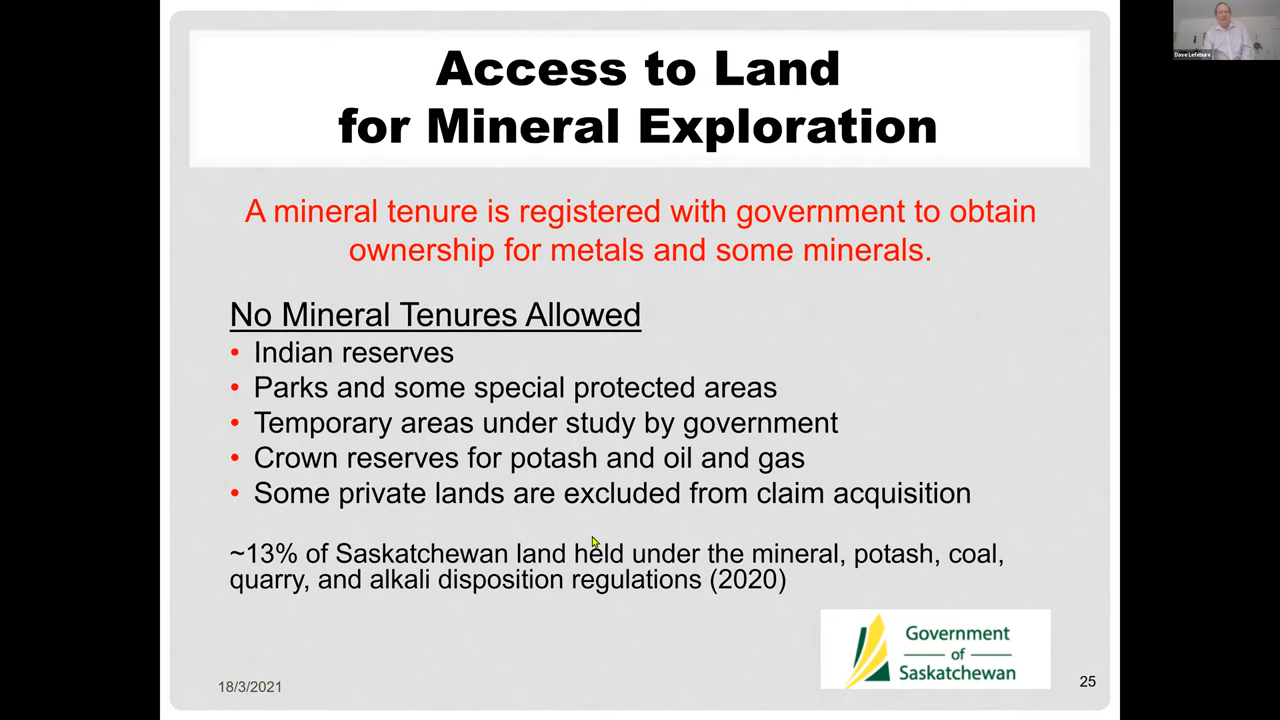 Access to Land
for Mineral Exploration
A mineral tenure is registered with government to obtain
ownership for metals and some minerals.
No Mineral Tenures Allowed
• Indian reserves
• Parks and some special protected areas
• Temporary areas under study by government
• Crown reserves for potash and oil and gas
• Some private lands are excluded from claim acquisition
~13% of Saskatchewan land held under the mineral, potash, coal,
quarry, and alkali disposition regulations (2020)
Government
of
Saskatchewan
18/3/2021
25
Dave Lefebure